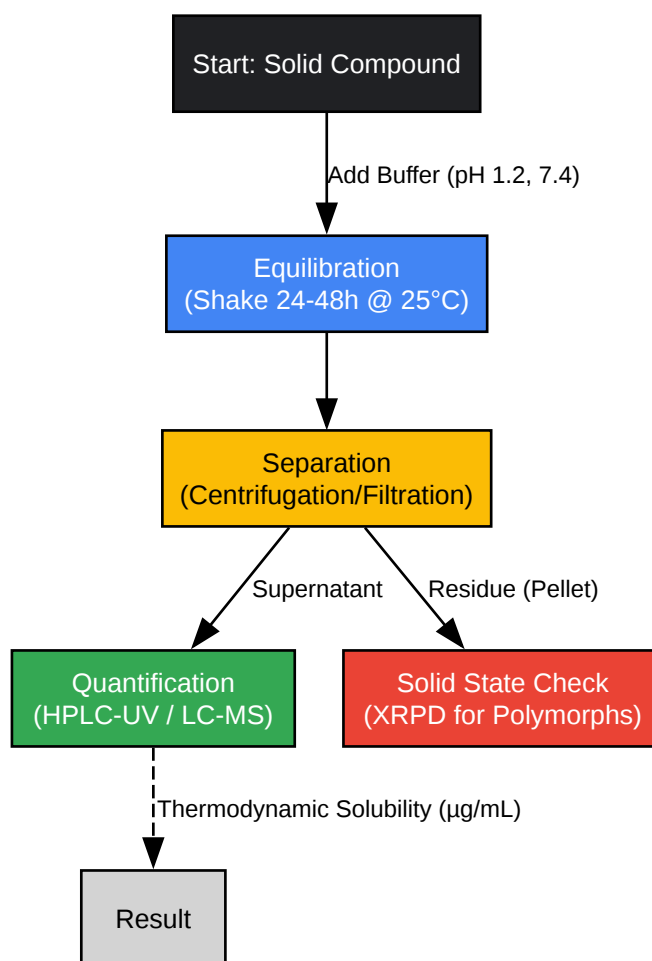 Start: Solid Compound
Add Buffer (pH 1.2, 7.4)
Equilibration
(Shake 24-48h @ 25°C)
Separation
(Centrifugation/Filtration)
Supernatant
Residue (Pellet)
Quantification
(HPLC-UV / LC-MS)
Solid State Check
(XRPD for Polymorphs)
Thermodynamic Solubility (µg/mL)
Result